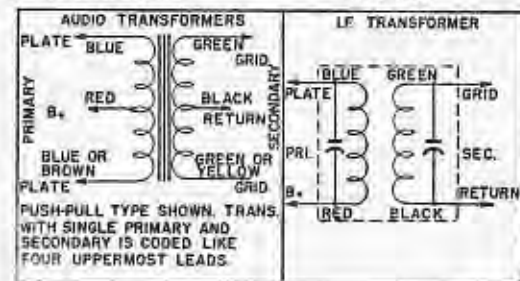 AUDIO TRANSFORMERS
PLATE
BLUE
GREEN
GRID
PRIMARY
RED
B+
BLACK
RETURN
SECONDARY
BLUE OR
BROWN
PLATE
GREEN OR
YELLOW
GRID
PUSH-PULL TYPE SHOWN. TRANS.
WITH SINGLE PRIMARY AND
SECONDARY IS CODED LIKE
FOUR UPPERMOST LEADS.
I.F. TRANSFORMER
BLUE
GREEN
PLATE
GRID
PRI.
SEC.
B+
RETURN
RED
BLACK